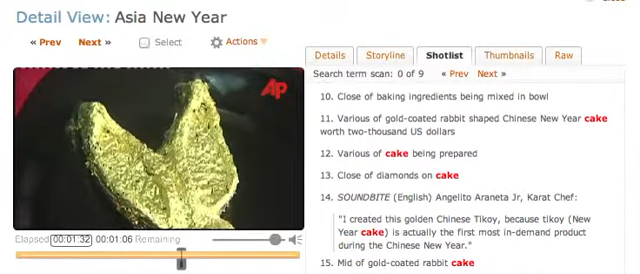 Detail View: Asia New Year
« Prev Next » Select Actions
Details Storyline Shotlist Thumbnails Raw
Search term scan: 0 of 9 « Prev Next »
AP
10. Close of baking ingredients being mixed in bowl
11. Various of gold-coated rabbit shaped Chinese New Year cake
worth two-thousand US dollars
12. Various of cake being prepared
13. Close of diamonds on cake
14. SOUNDBITE (English) Angelito Araneta Jr, Karat Chef:
"I created this golden Chinese Tikoy, because tikoy (New
Year cake) is actually the first most in-demand product
during the Chinese New Year."
15. Mid of gold-coated rabbit cake
Elapsed 00:01:32 00:01:06 Remaining